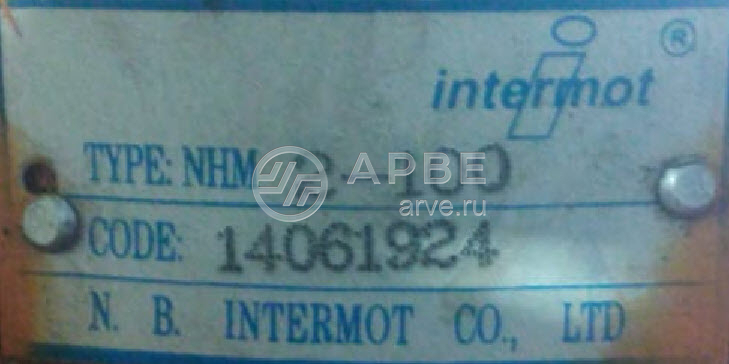 intermot ®
TYPE: NHM
АРВЕ
arve.ru
CODE: 14061924
N. B. INTERMOT CO., LTD